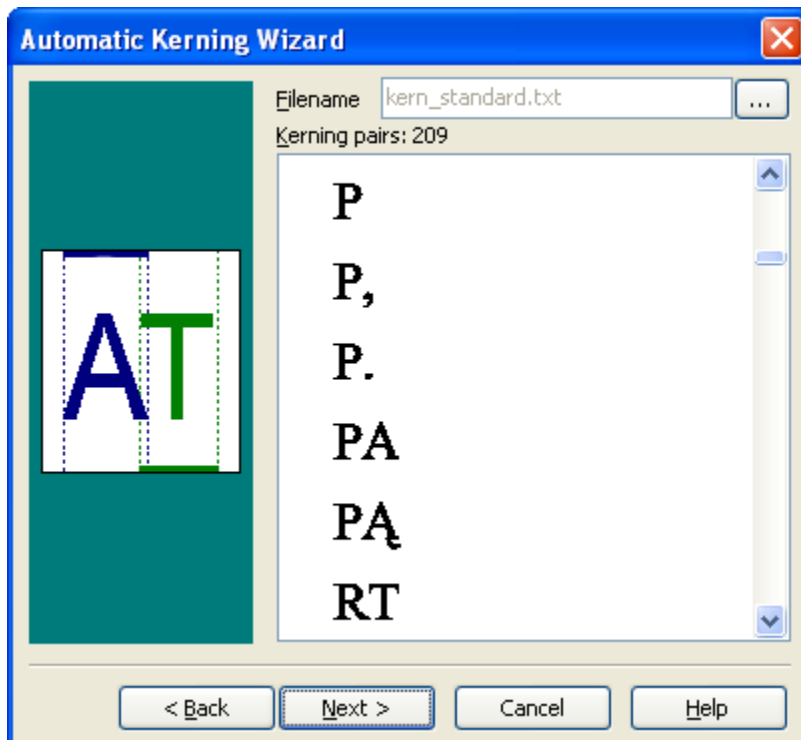 Automatic Kerning Wizard
Filename kern_standard.txt ...
Kerning pairs: 209
P
P,
P.
PA
PĄ
RT
AT
< Back Next > Cancel Help